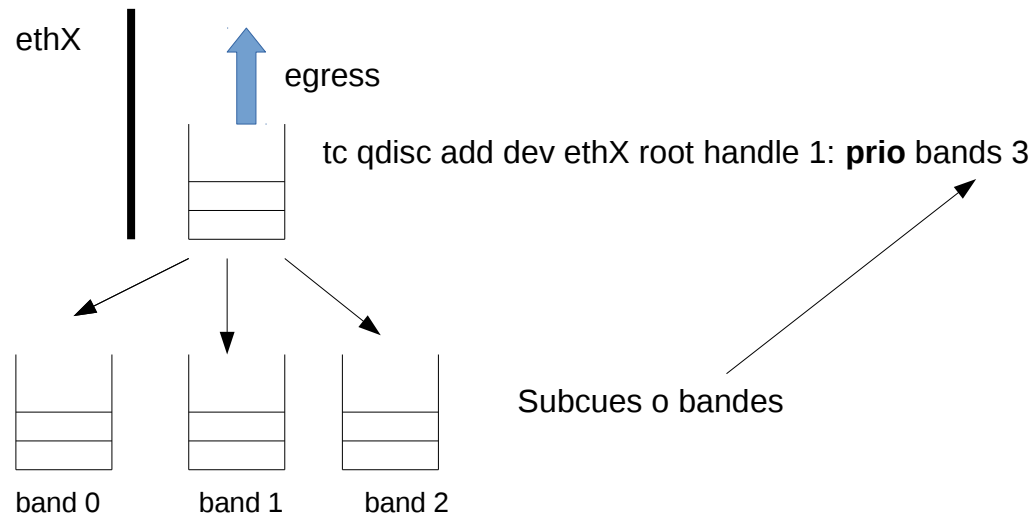 ethX
egress
tc qdisc add dev ethX root handle 1: prio bands 3
Subcues o bandes
band 0
band 1
band 2